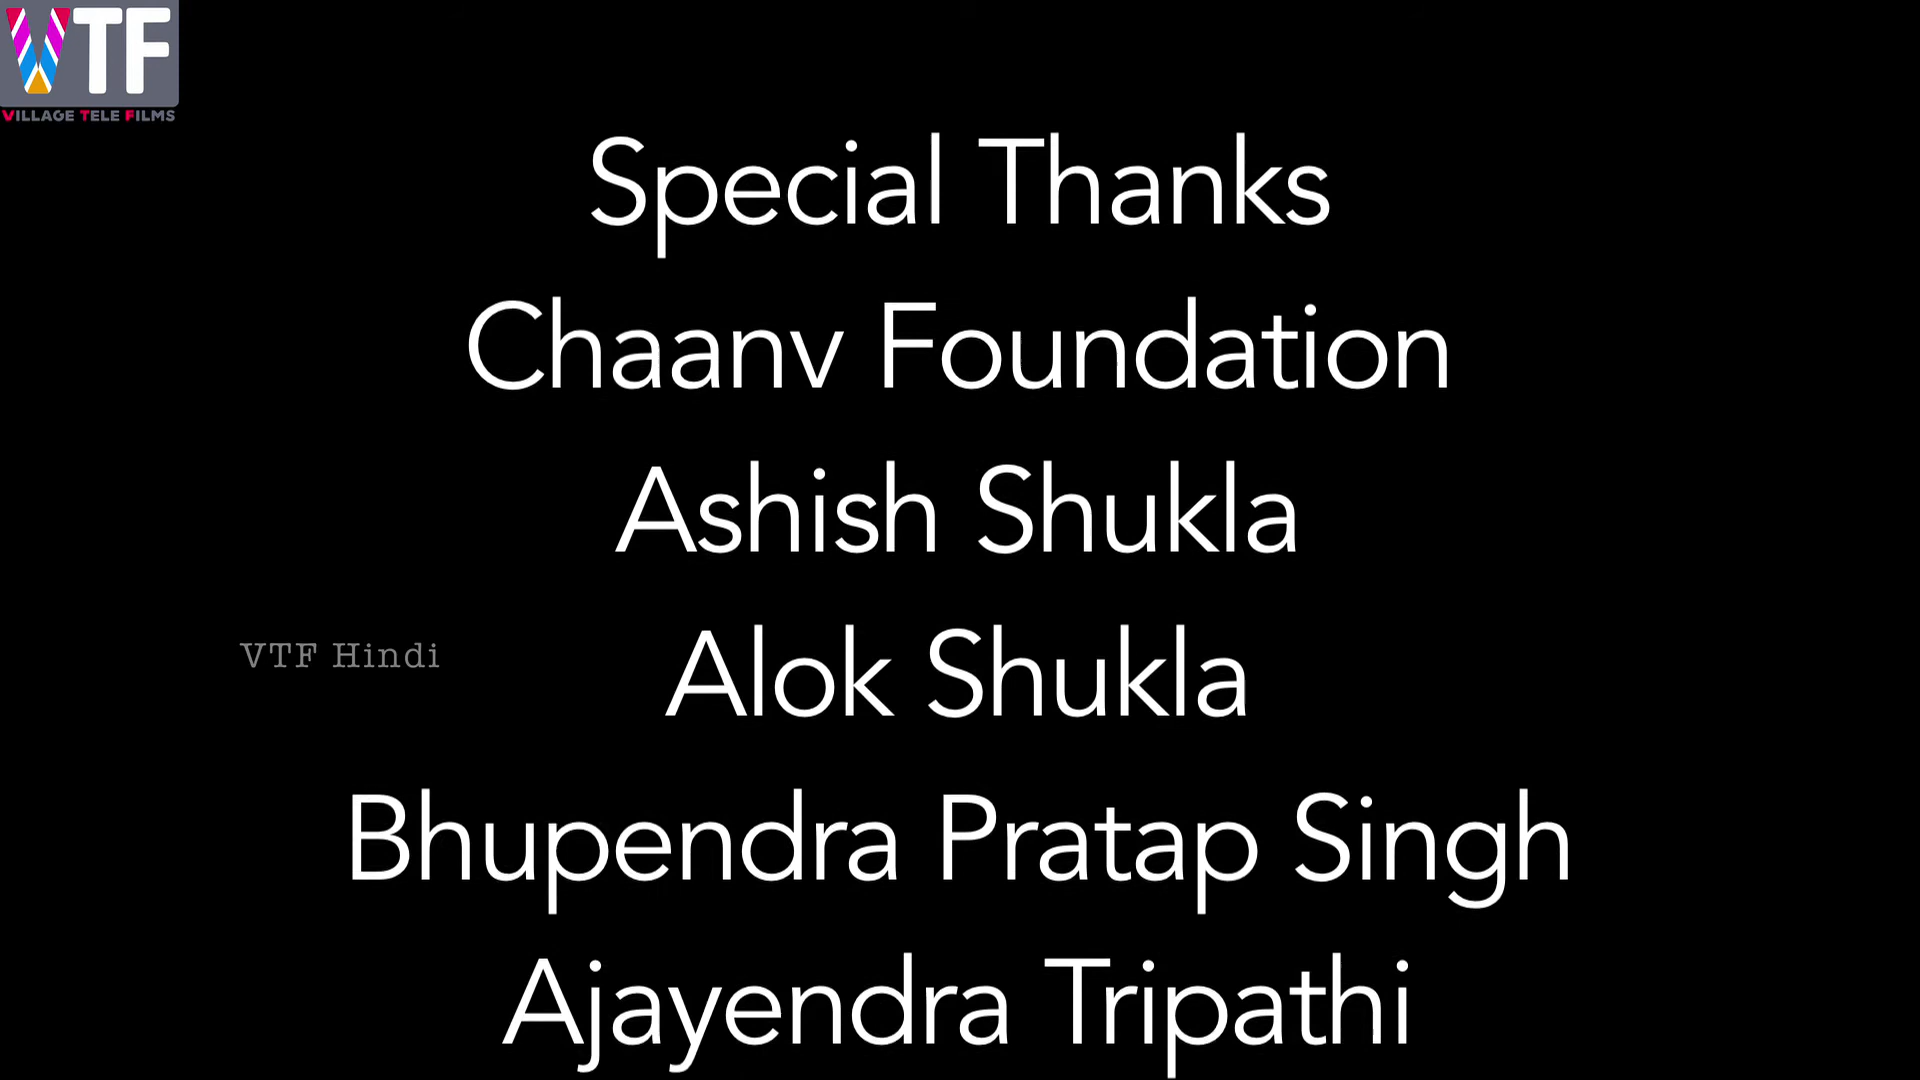 VTF
VILLAGE TELE FILMS
Special Thanks
Chaanv Foundation
Ashish Shukla
VTF Hindi
Alok Shukla
Bhupendra Pratap Singh
Ajayendra Tripathi